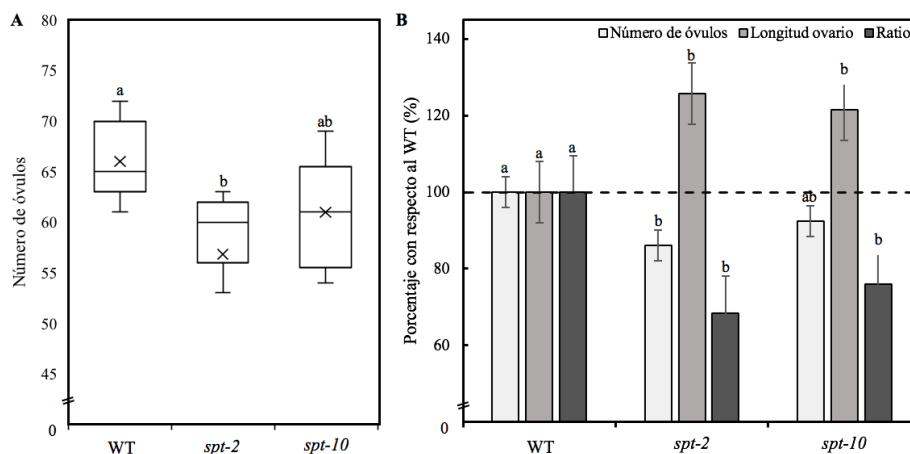 A
Número de óvulos
80
75
70
65
60
55
50
45
0
a
b
ab
WT
spt-2
spt-10
B
Porcentaje con respecto al WT (%)
140
120
100
80
60
0
Número de óvulos Longitud ovario Ratio
a a a
b b b
ab b b
WT
spt-2
spt-10